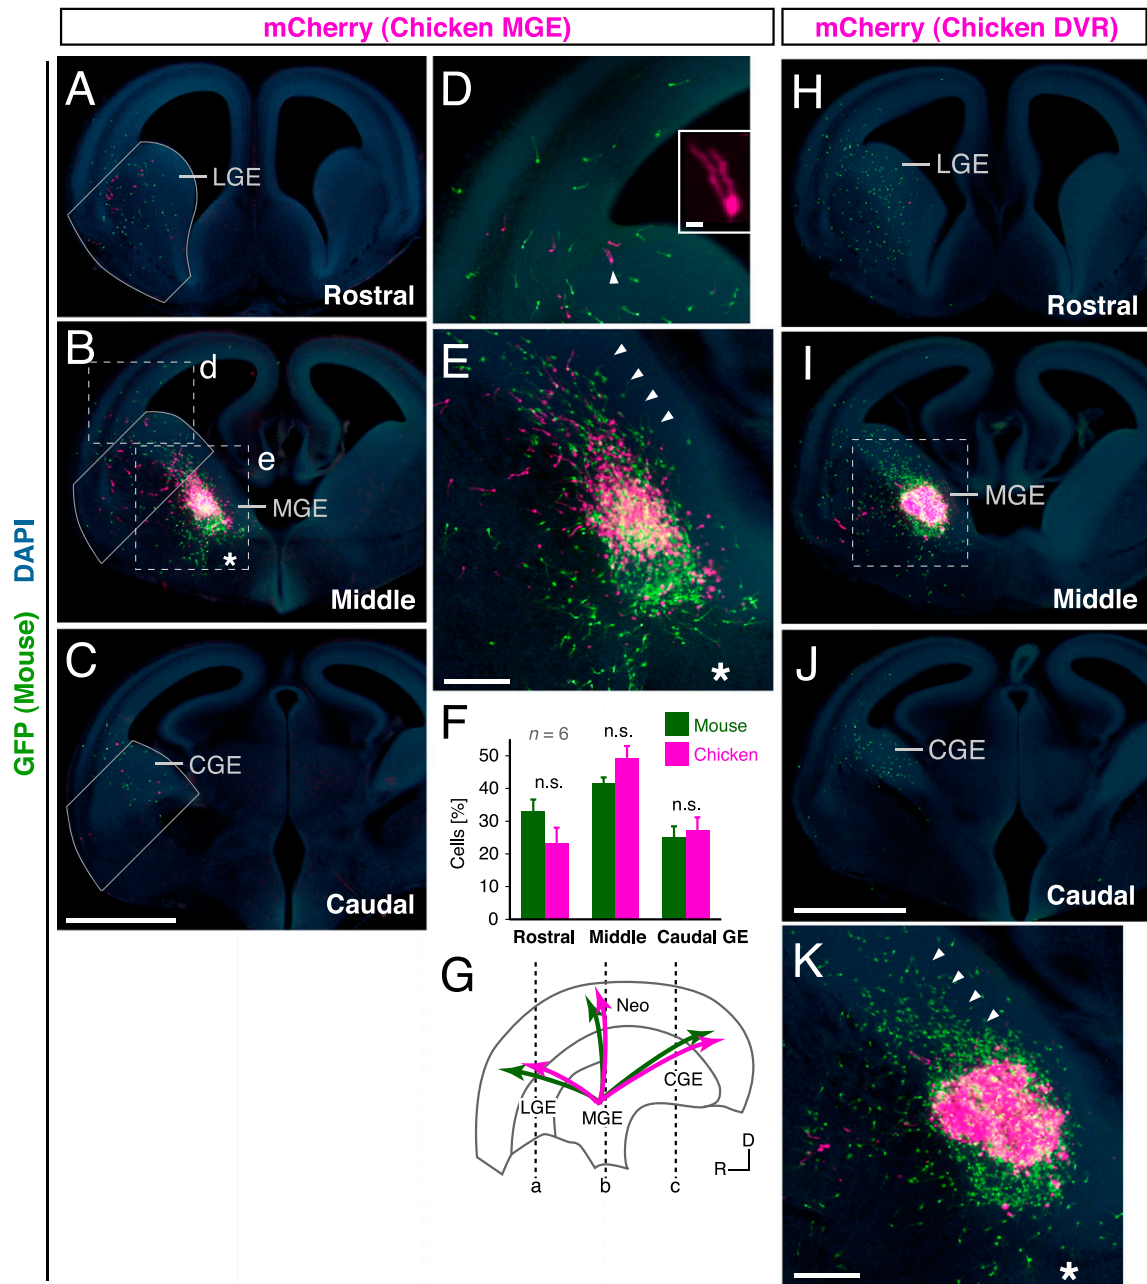 mCherry (Chicken MGE)
mCherry (Chicken DVR)
GFP (Mouse) DAPI
A
LGE
Rostral
B
d
e
MGE
*
Middle
C
CGE
Caudal
D
E
*
F
n = 6
Mouse
Chicken
n.s.
n.s.
n.s.
Cells [%]
50
40
30
20
10
0
Rostral Middle Caudal GE
G
Neo
CGE
LGE
MGE
D
R
a b c
H
LGE
Rostral
I
MGE
Middle
J
CGE
Caudal
K
*